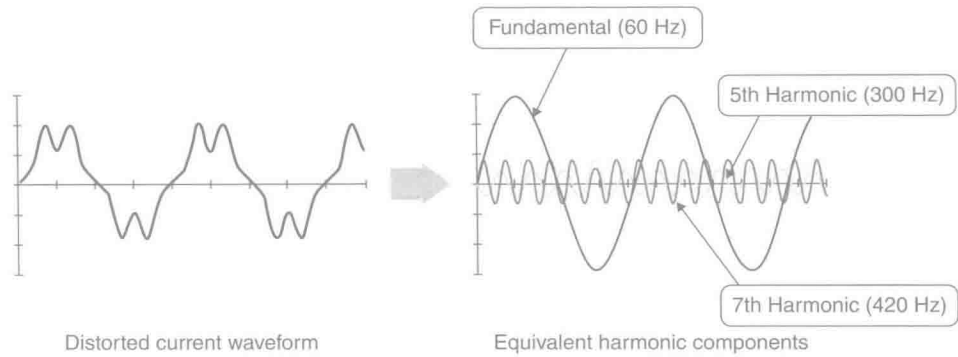 Fundamental (60 Hz)
5th Harmonic (300 Hz)
7th Harmonic (420 Hz)
Distorted current waveform
Equivalent harmonic components